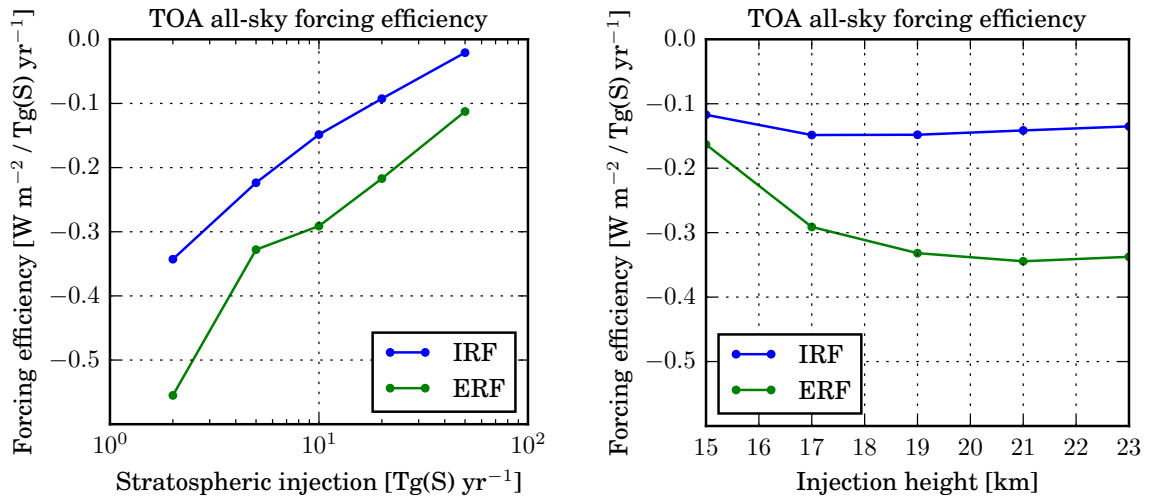 TOA all-sky forcing efficiency
Forcing efficiency [W m⁻² / Tg(S) yr⁻¹]
0.0
−0.1
−0.2
−0.3
−0.4
−0.5
IRF
ERF
10⁰ 10¹ 10²
Stratospheric injection [Tg(S) yr⁻¹]
TOA all-sky forcing efficiency
Forcing efficiency [W m⁻² / Tg(S) yr⁻¹]
0.0
−0.1
−0.2
−0.3
−0.4
−0.5
IRF
ERF
15 16 17 18 19 20 21 22 23
Injection height [km]